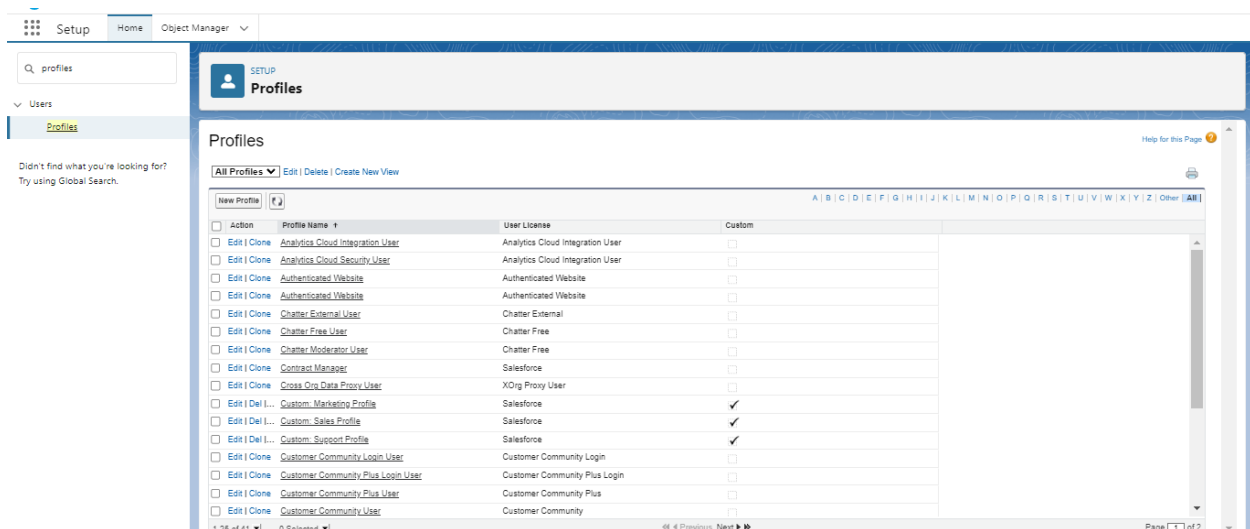 Setup Home Object Manager
profiles
Users
Profiles
Didn't find what you're looking for?
Try using Global Search.
SETUP
Profiles
Profiles
Help for this Page
All Profiles Edit | Delete | Create New View
New Profile A | B | C | D | E | F | G | H | I | J | K | L | M | N | O | P | Q | R | S | T | U | V | W | X | Y | Z | Other | All |
Action Profile Name ↑ User License Custom
Edit | Clone Analytics Cloud Integration User Analytics Cloud Integration User
Edit | Clone Analytics Cloud Security User Analytics Cloud Integration User
Edit | Clone Authenticated Website Authenticated Website
Edit | Clone Authenticated Website Authenticated Website
Edit | Clone Chatter External User Chatter External
Edit | Clone Chatter Free User Chatter Free
Edit | Clone Chatter Moderator User Chatter Free
Edit | Clone Contract Manager Salesforce
Edit | Clone Cross Org Data Proxy User XOrg Proxy User
Edit | Del |... Custom: Marketing Profile Salesforce ✓
Edit | Del |... Custom: Sales Profile Salesforce ✓
Edit | Del |... Custom: Support Profile Salesforce ✓
Edit | Clone Customer Community Login User Customer Community Login
Edit | Clone Customer Community Plus Login User Customer Community Plus Login
Edit | Clone Customer Community Plus User Customer Community Plus
Edit | Clone Customer Community User Customer Community
1-25 of 41 0 Selected Previous Next Page 1 of 2